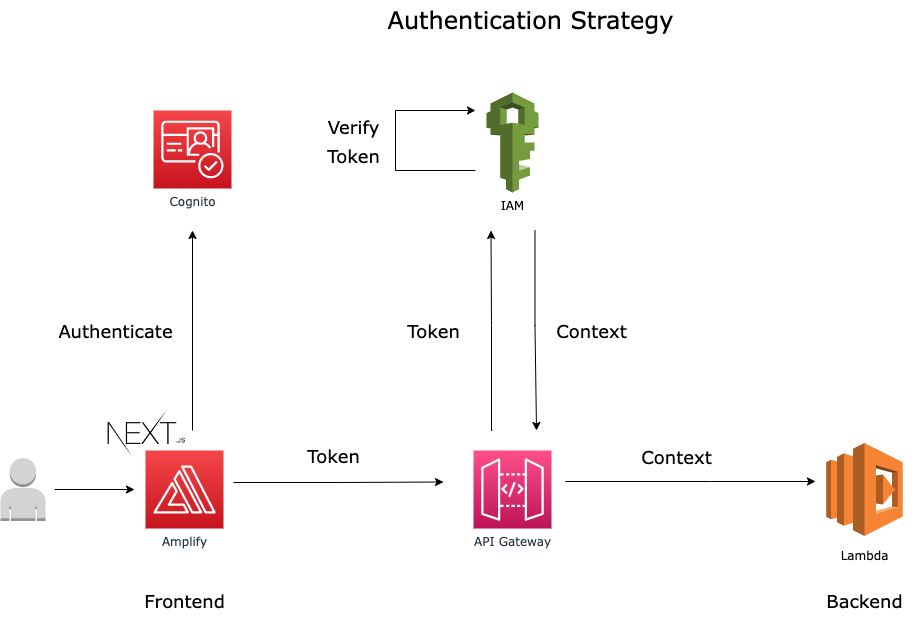 Authentication Strategy
Verify
Token
Cognito
IAM
Authenticate
Token
Context
NEXT.JS
Token
Context
Amplify
</>
API Gateway
Lambda
Frontend
Backend